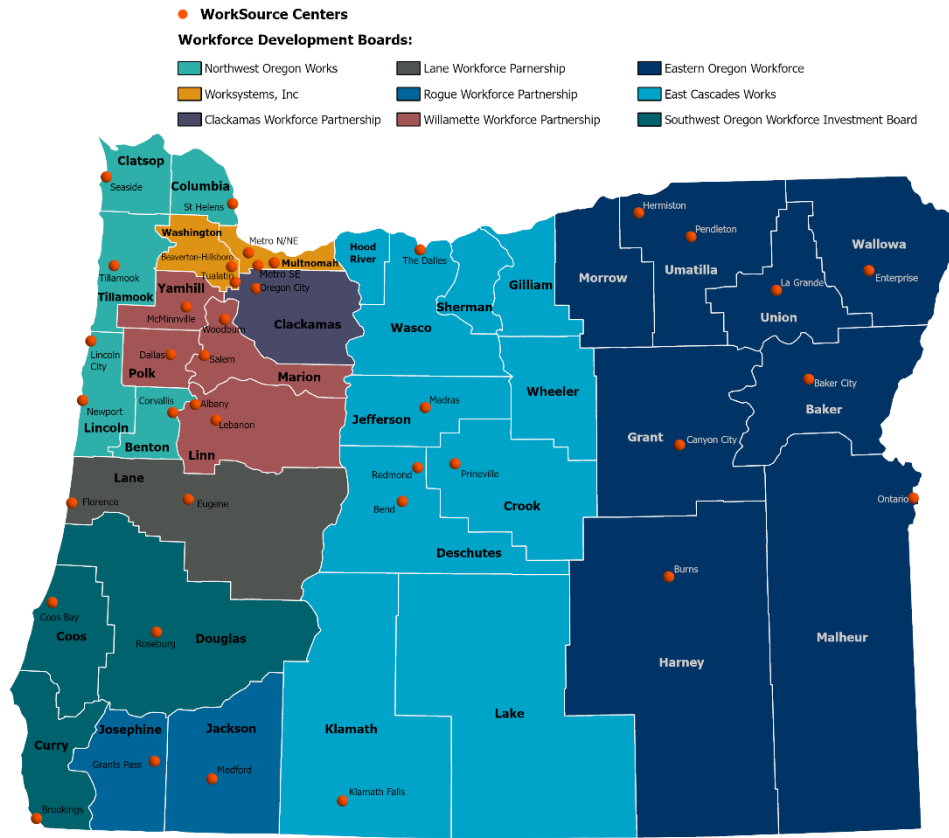 WorkSource Centers
Workforce Development Boards:
Northwest Oregon Works
Lane Workforce Parnership
Eastern Oregon Workforce
Worksystems, Inc
Rogue Workforce Partnership
East Cascades Works
Clackamas Workforce Partnership
Willamette Workforce Partnership
Southwest Oregon Workforce Investment Board
Clatsop
Seaside
Columbia
St Helens
Washington
Metro N/NE
Beaverton-Hillsboro
Multnomah
Tualatin
Metro SE
Oregon City
Tillamook
Tillamook
Yamhill
McMinnville
Woodburn
Clackamas
Hood
River
The Dalles
Sherman
Gilliam
Wasco
Morrow
Hermiston
Pendleton
Umatilla
La Grande
Union
Wallowa
Enterprise
Lincoln
City
Dallas
Polk
Salem
Marion
Newport
Lincoln
Corvallis
Benton
Albany
Lebanon
Linn
Jefferson
Madras
Wheeler
Grant
Canyon City
Baker City
Baker
Lane
Florence
Eugene
Redmond
Prineville
Bend
Crook
Deschutes
Ontario
Burns
Harney
Malheur
Coos Bay
Coos
Roseburg
Douglas
Curry
Brookings
Josephine
Grants Pass
Jackson
Medford
Klamath
Klamath Falls
Lake